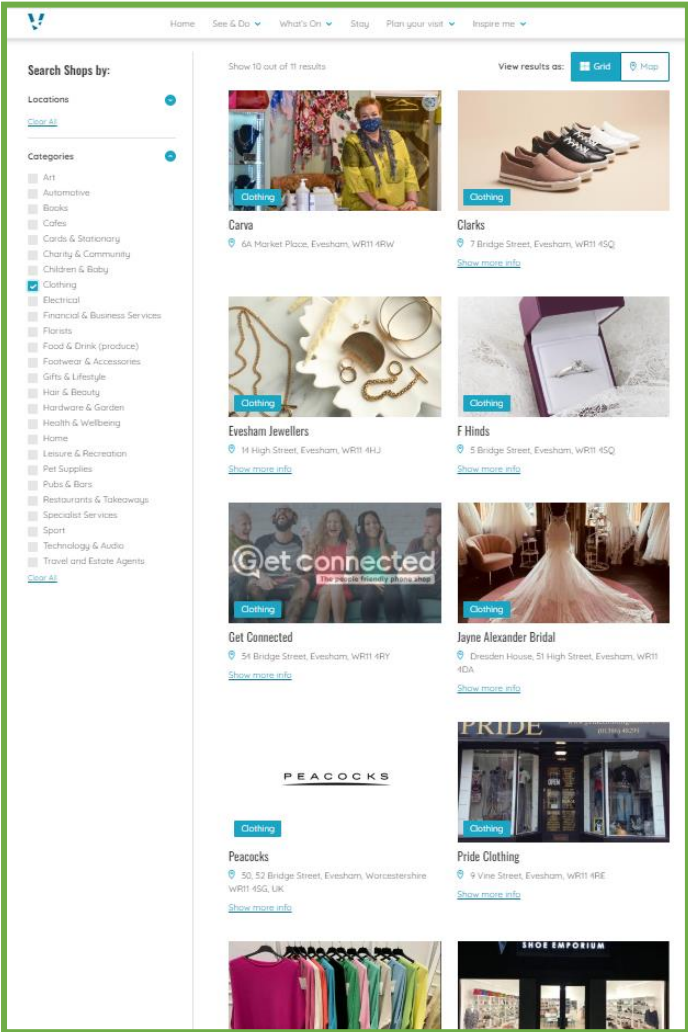 Home See & Do What's On Stay Plan your visit Inspire me
Search Shops by:
Locations
Clear All
Categories
Art
Automotive
Books
Cafes
Cards & Stationary
Charity & Community
Children & Baby
Clothing
Electrical
Financial & Business Services
Florists
Food & Drink (produce)
Footwear & Accessories
Gifts & Lifestyle
Hair & Beauty
Hardware & Garden
Health & Wellbeing
Home
Leisure & Recreation
Pet Supplies
Pubs & Bars
Restaurants & Takeaways
Specialist Services
Sport
Technology & Audio
Travel and Estate Agents
Clear All
Show 10 out of 11 results
View results as: Grid Map
Clothing
Carva
6A Market Place, Evesham, WR11 4RW
Clothing
Clarks
7 Bridge Street, Evesham, WR11 4SQ
Show more info
Clothing
Evesham Jewellers
14 High Street, Evesham, WR11 4HJ
Show more info
Clothing
F Hinds
5 Bridge Street, Evesham, WR11 4SQ
Show more info
Get connected
The people friendly phone shop
Clothing
Get Connected
54 Bridge Street, Evesham, WR11 4RY
Show more info
Clothing
Jayne Alexander Bridal
Dresden House, 51 High Street, Evesham, WR11
4DA
Show more info
PEACOCKS
Clothing
Peacocks
50, 52 Bridge Street, Evesham, Worcestershire
WR11 4SG, UK
Show more info
PRIDE
Clothing
Pride Clothing
9 Vine Street, Evesham, WR11 4RE
Show more info
SHOE EMPORIUM